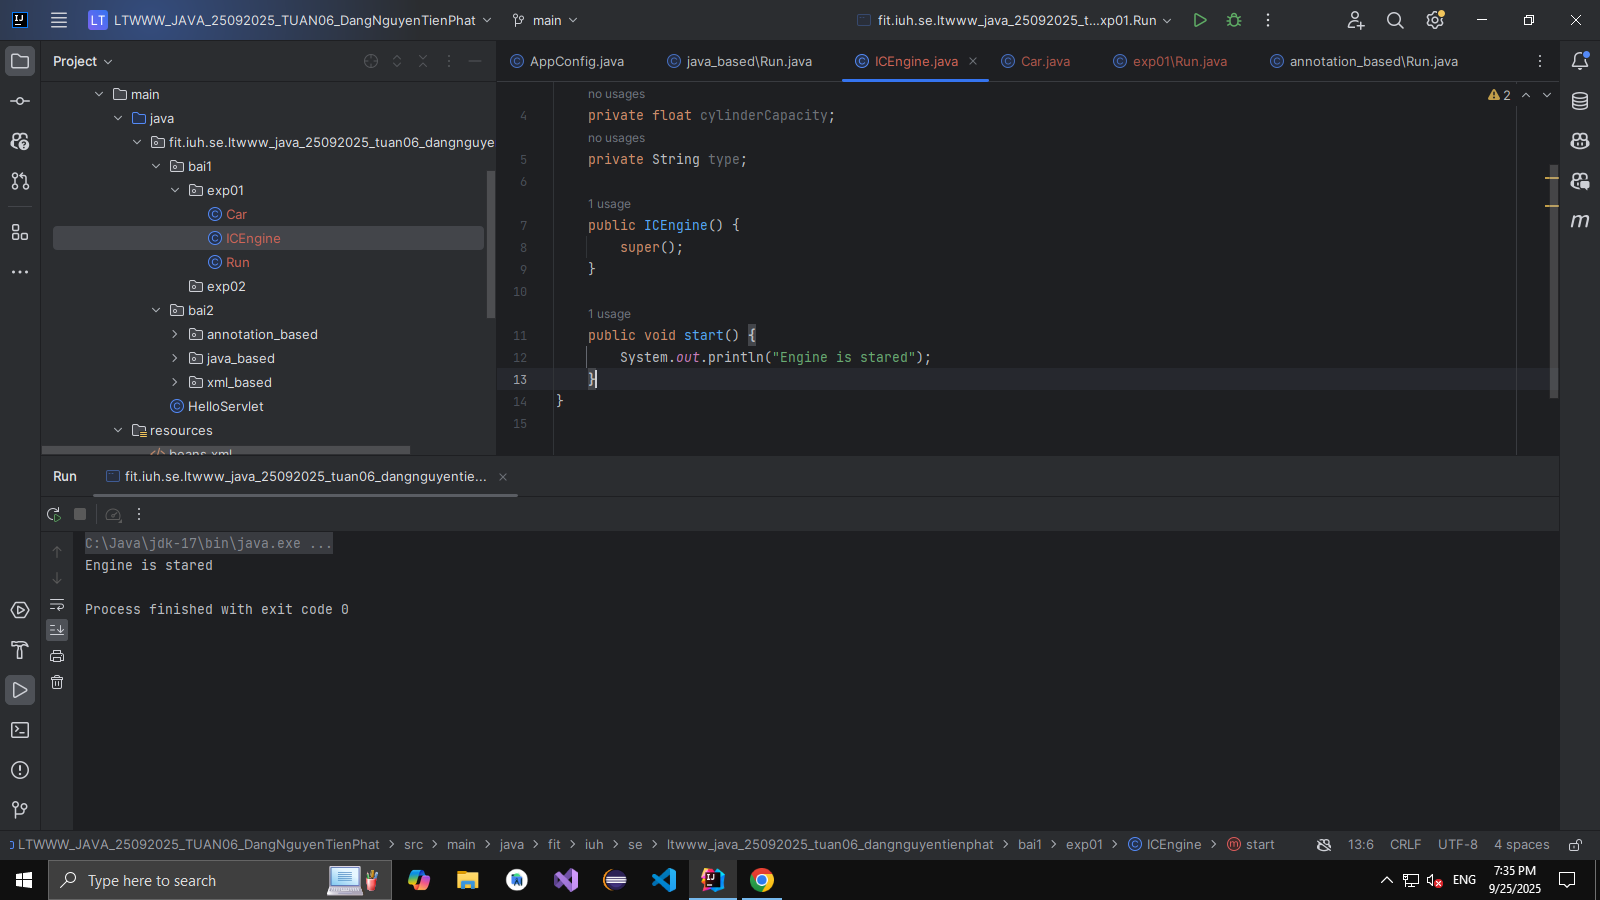 LT LTWWW_JAVA_25092025_TUAN06_DangNguyenTienPhat main fit.iuh.se.ltwww_java_25092025_t...xp01.Run
Project
AppConfig.java java_based\Run.java ICEngine.java Car.java exp01\Run.java annotation_based\Run.java
main
java
fit.iuh.se.ltwww_java_25092025_tuan06_dangnguye
bai1
exp01
Car
ICEngine
Run
exp02
bai2
annotation_based
java_based
xml_based
HelloServlet
resources
beans.xml
2
no usages
4 private float cylinderCapacity;
no usages
5 private String type;
6
1 usage
7 public ICEngine() {
8 super();
9 }
10
1 usage
11 public void start() {
12 System.out.println("Engine is stared");
13 }
14 }
15
m
Run fit.iuh.se.ltwww_java_25092025_tuan06_dangnguyentie...
C:\Java\jdk-17\bin\java.exe ...
Engine is stared
Process finished with exit code 0
LTWWW_JAVA_25092025_TUAN06_DangNguyenTienPhat > src > main > java > fit > iuh > se > ltwww_java_25092025_tuan06_dangnguyentienphat > bai1 > exp01 > ICEngine > start 13:6 CRLF UTF-8 4 spaces
Type here to search
ENG
7:35 PM
9/25/2025